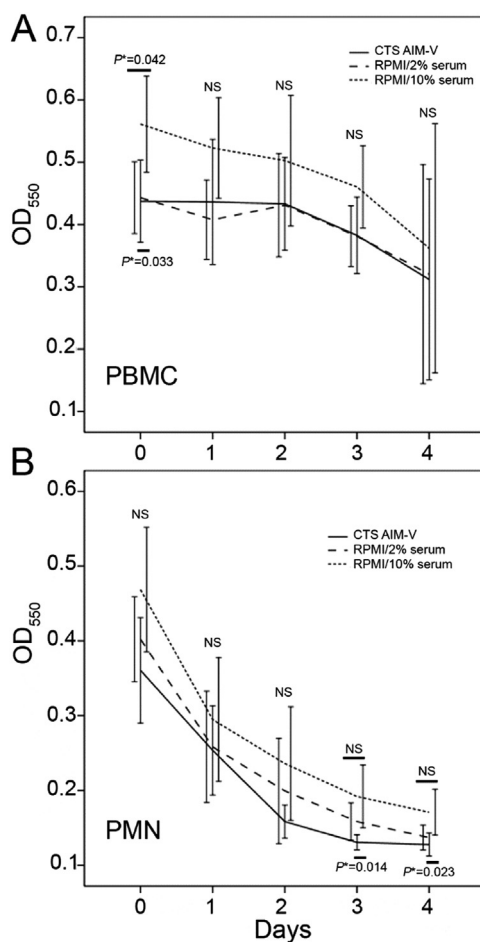 A
0.7
CTS AIM-V
P*=0.042
RPMI/2% serum
RPMI/10% serum
0.6
NS
NS
NS
NS
0.5
OD550
0.4
P*=0.033
0.3
0.2
PBMC
0.1
0 1 2 3 4
B
0.6
NS
CTS AIM-V
RPMI/2% serum
RPMI/10% serum
0.5
OD550
0.4
NS
NS
0.3
NS
NS
0.2
PMN
0.1
P*=0.014
P*=0.023
0 1 2 3 4
Days